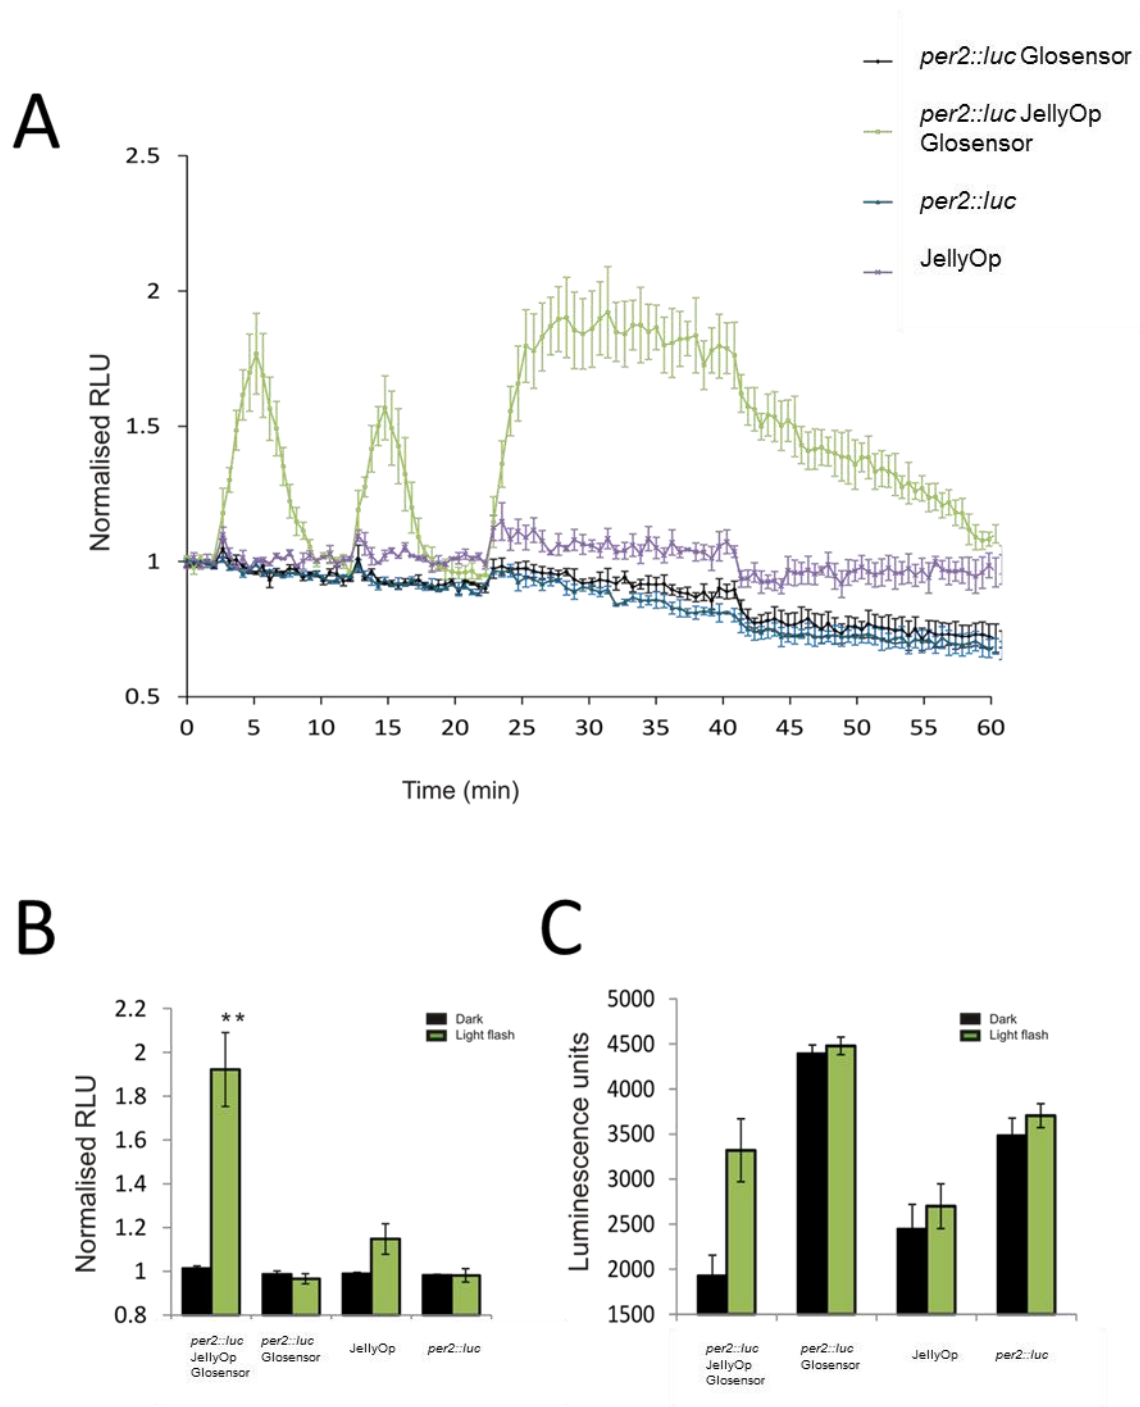 A
per2::luc Glosensor
per2::luc JellyOp
Glosensor
per2::luc
JellyOp
2.5
2
1.5
1
0.5
Normalised RLU
0 5 10 15 20 25 30 35 40 45 50 55 60
Time (min)
B
2.2
2
1.8
1.6
1.4
1.2
1
0.8
Normalised RLU
**
Dark
Light flash
per2::luc
JellyOp
Glosensor
per2::luc
Glosensor
JellyOp
per2::luc
C
5000
4500
4000
3500
3000
2500
2000
1500
Luminescence units
Dark
Light flash
per2::luc
JellyOp
Glosensor
per2::luc
Glosensor
JellyOp
per2::luc